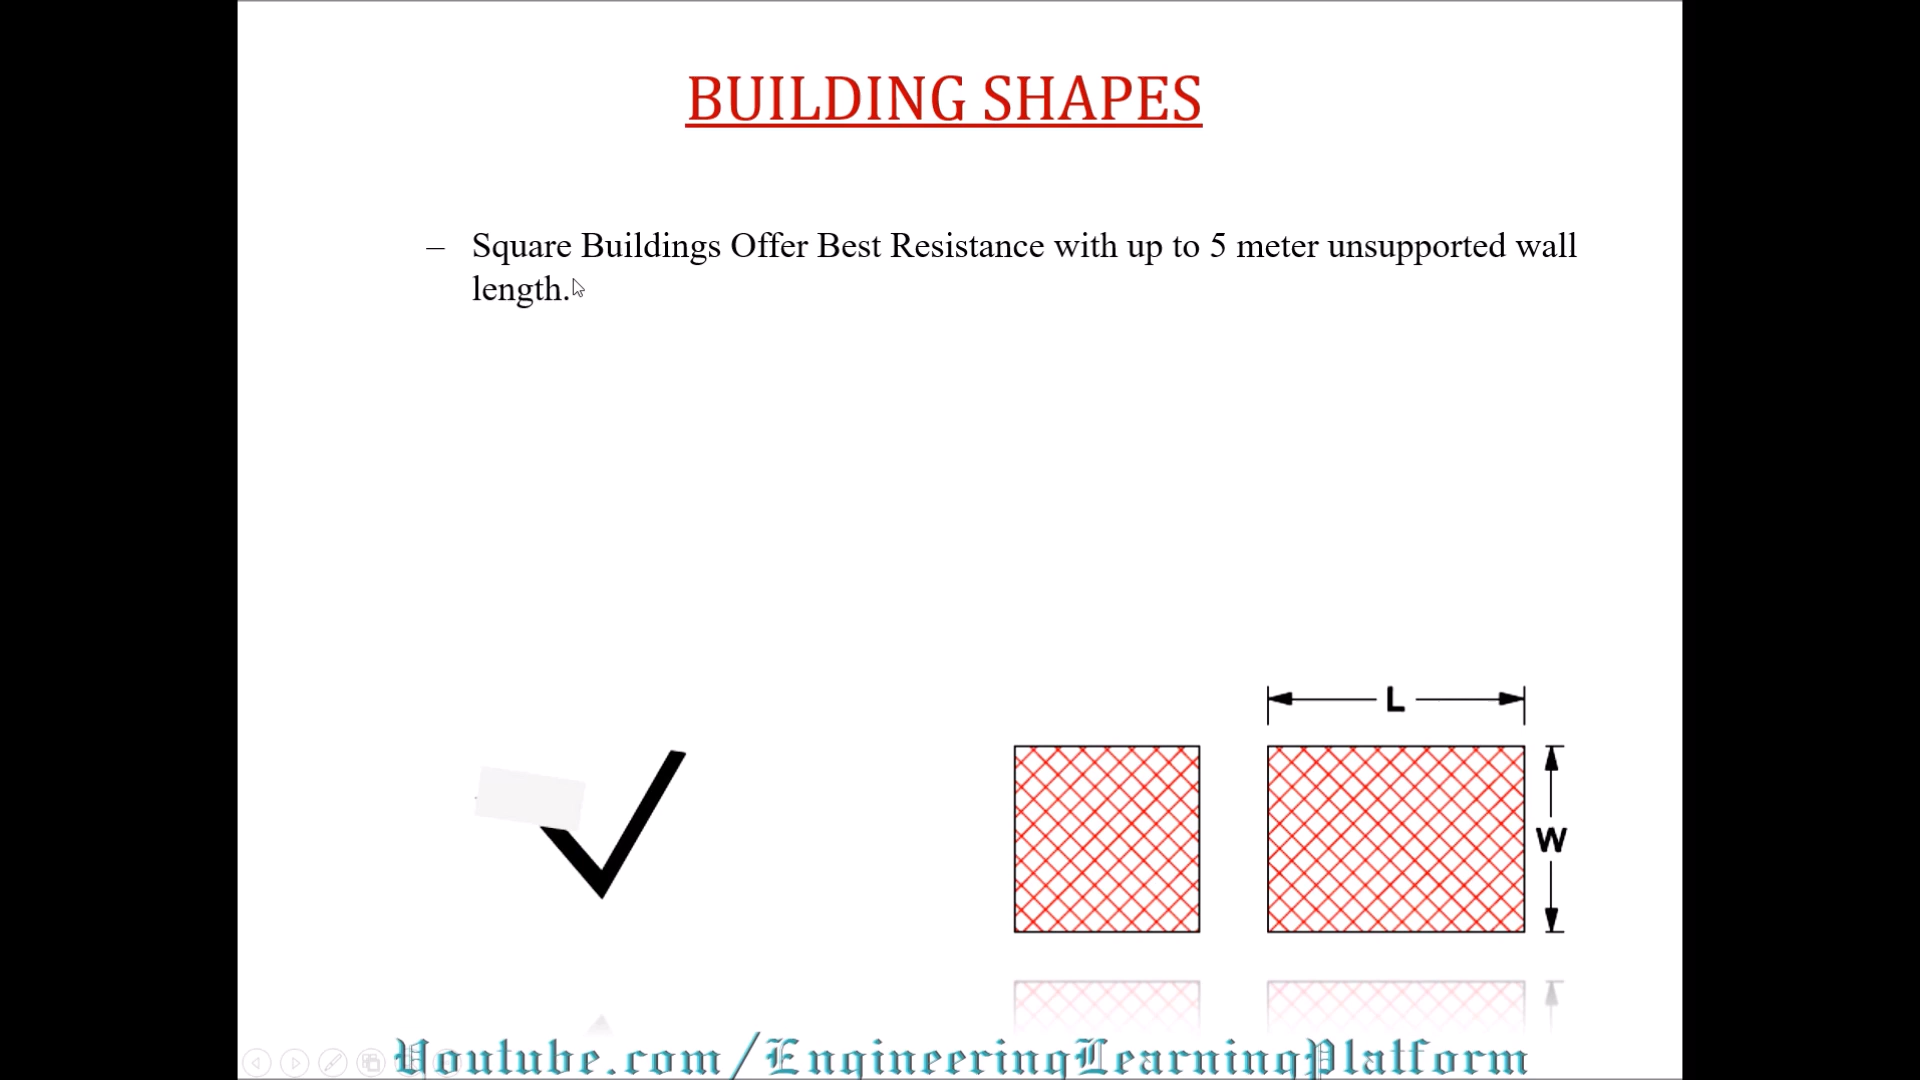 BUILDING SHAPES
– Square Buildings Offer Best Resistance with up to 5 meter unsupported wall
length.
L
W
Youtube.com/EngineeringLearningPlatform